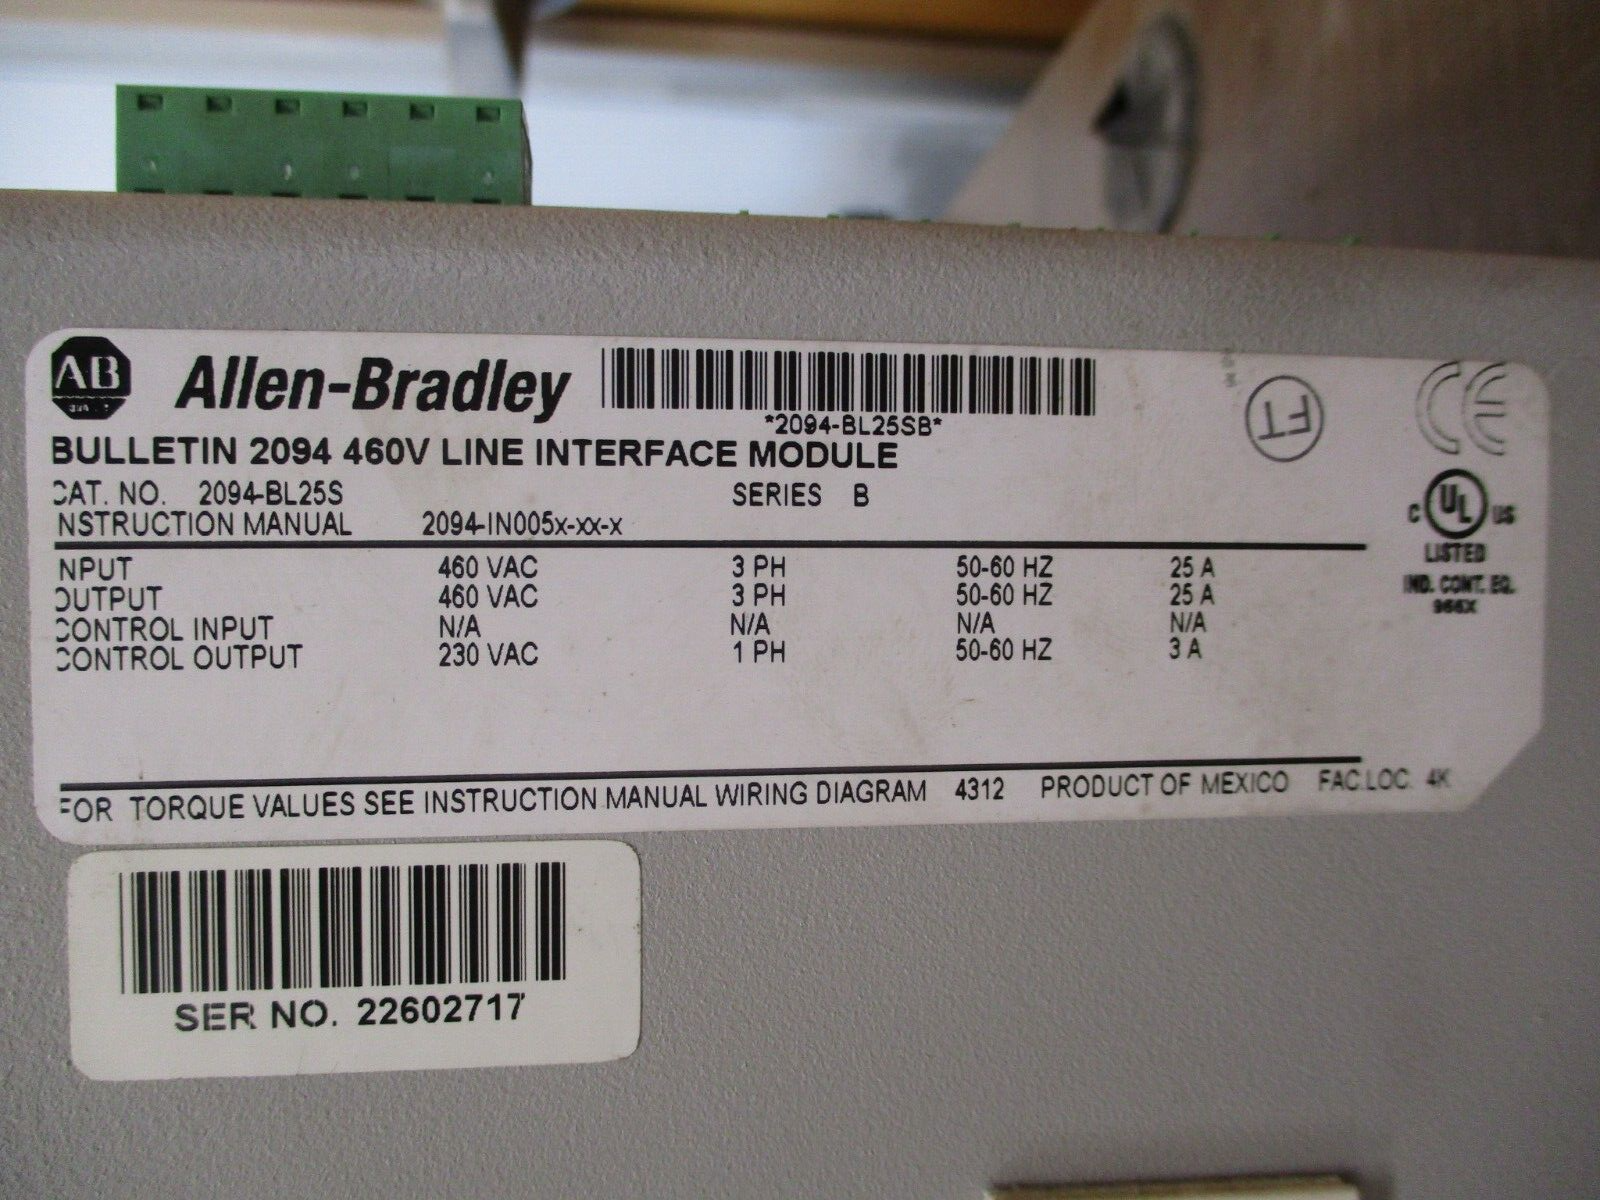 AB
Allen-Bradley
*2094-BL25SB*
FT
CE
BULLETIN 2094 460V LINE INTERFACE MODULE
CAT. NO. 2094-BL25S SERIES B
NSTRUCTION MANUAL 2094-IN005x-xx-x
C UL US
LISTED
IND. CONT. EQ.
966X
NPUT 460 VAC 3 PH 50-60 HZ 25 A
OUTPUT 460 VAC 3 PH 50-60 HZ 25 A
CONTROL INPUT N/A N/A N/A N/A
CONTROL OUTPUT 230 VAC 1 PH 50-60 HZ 3 A
FOR TORQUE VALUES SEE INSTRUCTION MANUAL WIRING DIAGRAM 4312 PRODUCT OF MEXICO FAC.LOC. 4K
SER NO. 22602717